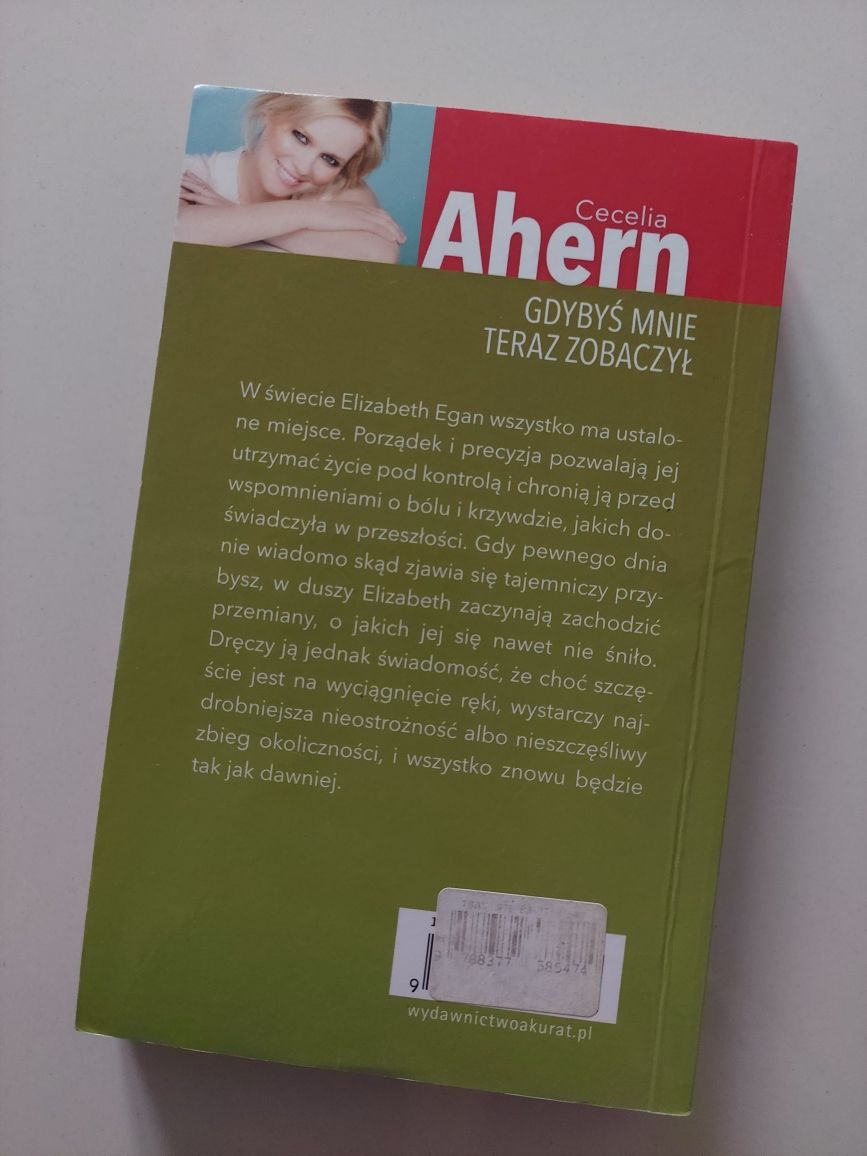 Cecelia
Ahern
GDYBYŚ MNIE
TERAZ ZOBACZYŁ
W świecie Elizabeth Egan wszystko ma ustalo-
ne miejsce. Porządek i precyzja pozwalają jej
utrzymać życie pod kontrolą i chronią ją przed
wspomnieniami o bólu i krzywdzie, jakich do-
świadczyła w przeszłości. Gdy pewnego dnia
nie wiadomo skąd zjawia się tajemniczy przy-
bysz, w duszy Elizabeth zaczynają zachodzić
przemiany, o jakich jej się nawet nie śniło.
Dręczy ją jednak świadomość, że choć szczę-
ście jest na wyciągnięcie ręki, wystarczy naj-
drobniejsza nieostrożność albo nieszczęśliwy
zbieg okoliczności, i wszystko znowu będzie
tak jak dawniej.
9 788377 585474
9
wydawnictwoakurat.pl